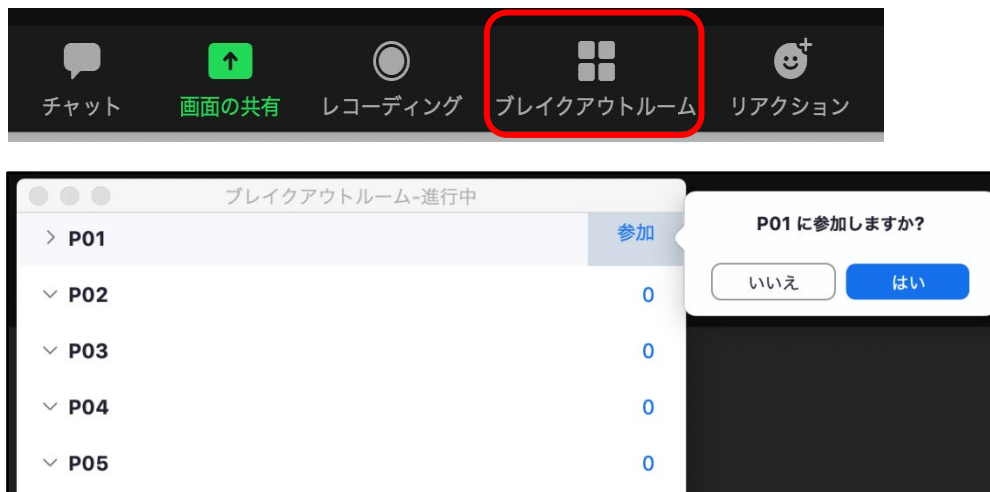 チャット 画面の共有 レコーディング ブレイクアウトルーム リアクション
ブレイクアウトルーム-進行中
P01 参加
P01 に参加しますか?
いいえ はい
P02 0
P03 0
P04 0
P05 0